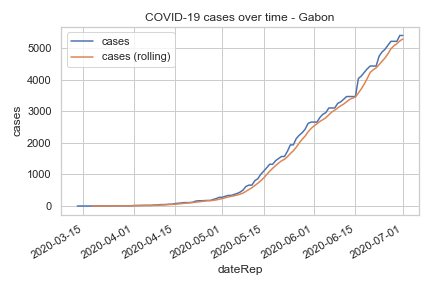 COVID-19 cases over time - Gabon
cases
cases (rolling)
5000
4000
3000
2000
1000
0
cases
2020-03-15
2020-04-01
2020-04-15
2020-05-01
2020-05-15
2020-06-01
2020-06-15
2020-07-01
dateRep